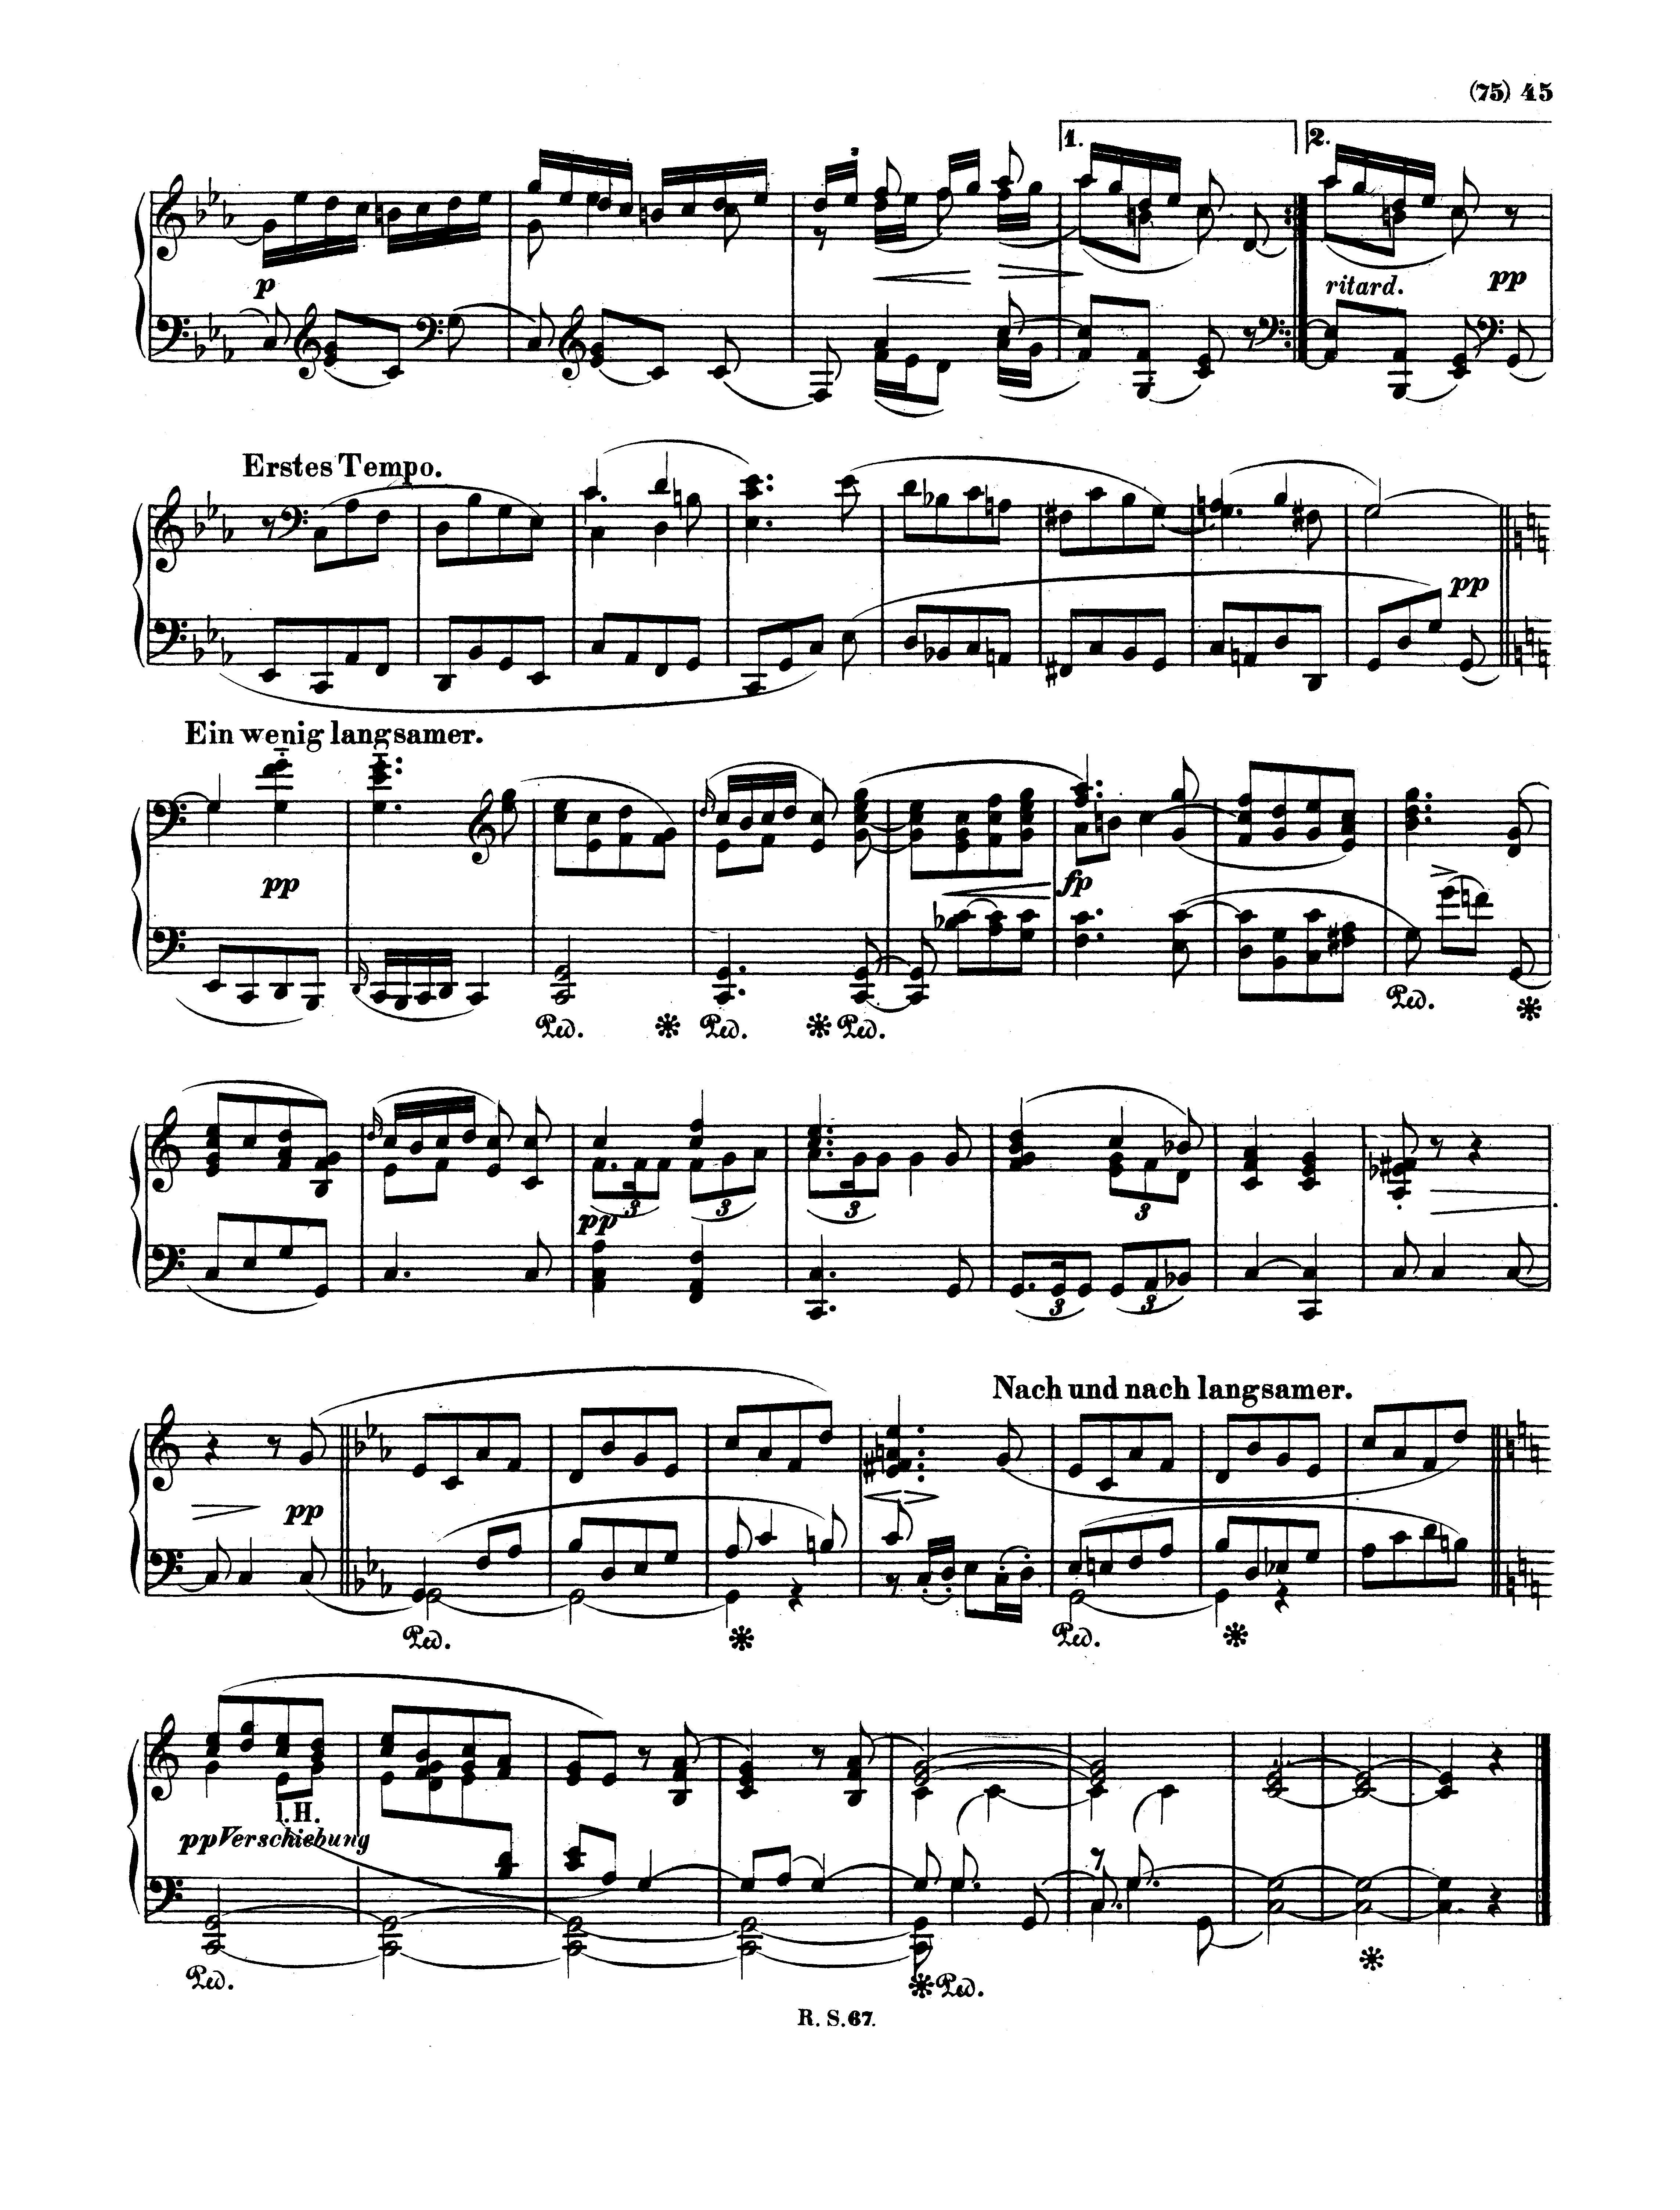 (75) 45
1.
2.
3
p
ritard.
pp
Erstes Tempo.
pp
Ein wenig langsamer.
pp
fp
Ped.
Ped.
Ped.
Ped.
3
3
3
pp
3
3
3
Nach und nach langsamer.
pp
Ped.
Ped.
l.H.
pp Verschiebung
Ped.
Ped.
R. S. 67.